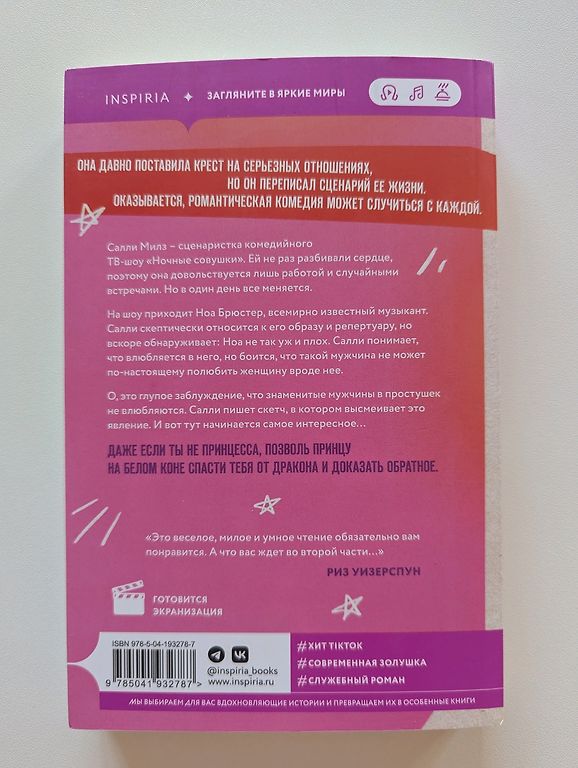 INSPIRIA ✦ ЗАГЛЯНИТЕ В ЯРКИЕ МИРЫ
ОНА ДАВНО ПОСТАВИЛА КРЕСТ НА СЕРЬЕЗНЫХ ОТНОШЕНИЯХ,
НО ОН ПЕРЕПИСАЛ СЦЕНАРИЙ ЕЕ ЖИЗНИ.
ОКАЗЫВАЕТСЯ, РОМАНТИЧЕСКАЯ КОМЕДИЯ МОЖЕТ СЛУЧИТЬСЯ С КАЖДОЙ.
Салли Милз – сценаристка комедийного
ТВ-шоу «Ночные совушки». Ей не раз разбивали сердце,
поэтому она довольствуется лишь работой и случайными
встречами. Но в один день все меняется.
На шоу приходит Ноа Брюстер, всемирно известный музыкант.
Салли скептически относится к его образу и репертуару, но
вскоре обнаруживает: Ноа не так уж и плох. Салли понимает,
что влюбляется в него, но боится, что такой мужчина не может
по-настоящему полюбить женщину вроде нее.
О, это глупое заблуждение, что знаменитые мужчины в простушек
не влюбляются. Салли пишет скетч, в котором высмеивает это
явление. И вот тут начинается самое интересное...
ДАЖЕ ЕСЛИ ТЫ НЕ ПРИНЦЕССА, ПОЗВОЛЬ ПРИНЦУ
НА БЕЛОМ КОНЕ СПАСТИ ТЕБЯ ОТ ДРАКОНА И ДОКАЗАТЬ ОБРАТНОЕ.
«Это веселое, милое и умное чтение обязательно вам
понравится. А что вас ждет во второй части...»
РИЗ УИЗЕРСПУН
ГОТОВИТСЯ
ЭКРАНИЗАЦИЯ
ISBN 978-5-04-193278-7
9 785041 932787 >
@inspiria_books
www.inspiria.ru
#ХИТ TIKTOK
#СОВРЕМЕННАЯ ЗОЛУШКА
#СЛУЖЕБНЫЙ РОМАН
МЫ ВЫБИРАЕМ ДЛЯ ВАС ВДОХНОВЛЯЮЩИЕ ИСТОРИИ И ПРЕВРАЩАЕМ ИХ В ОСОБЕННЫЕ КНИГИ